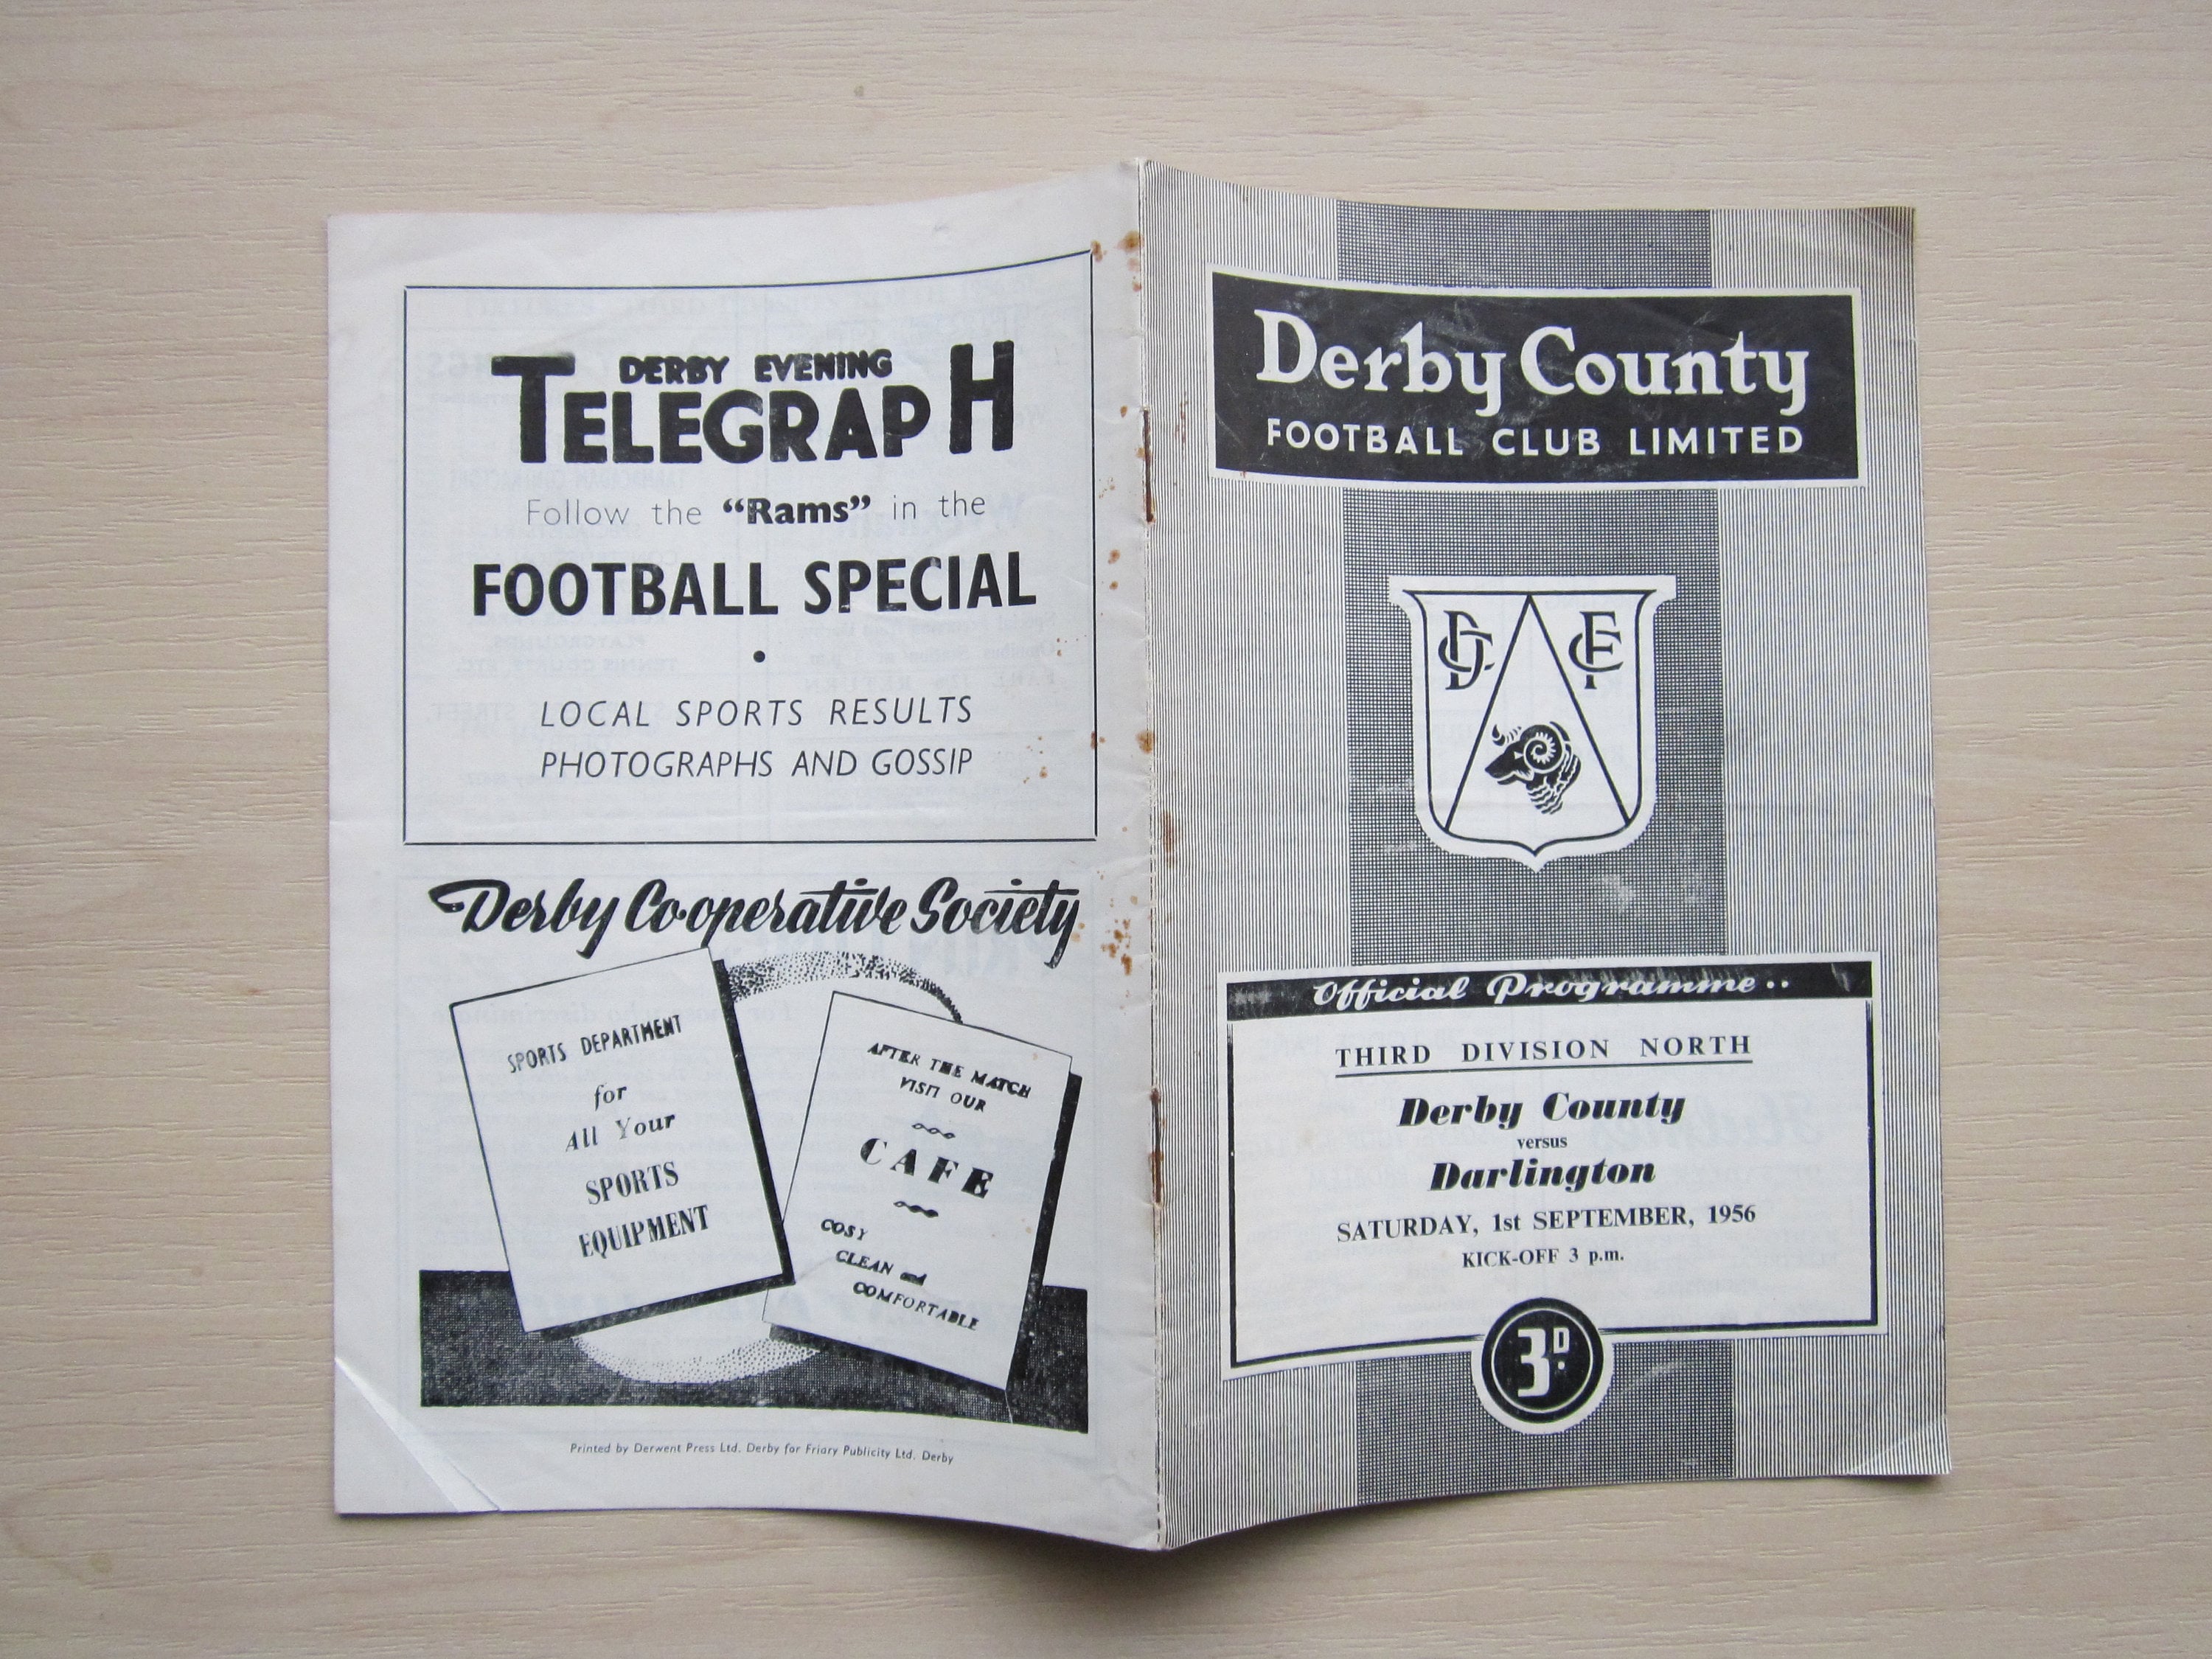 DERBY EVENING
TELEGRAPH
Follow the “Rams” in the
FOOTBALL SPECIAL
•
LOCAL SPORTS RESULTS
PHOTOGRAPHS AND GOSSIP
Derby Co-operative Society
SPORTS DEPARTMENT
for
All Your
SPORTS
EQUIPMENT
AFTER THE MATCH
VISIT OUR
CAFE
COSY
CLEAN and
COMFORTABLE
Printed by Derwent Press Ltd. Derby for Friary Publicity Ltd. Derby
Derby County
FOOTBALL CLUB LIMITED
DC FC
Official Programme..
THIRD DIVISION NORTH
Derby County
versus
Darlington
SATURDAY, 1st SEPTEMBER, 1956
KICK-OFF 3 p.m.
3D.